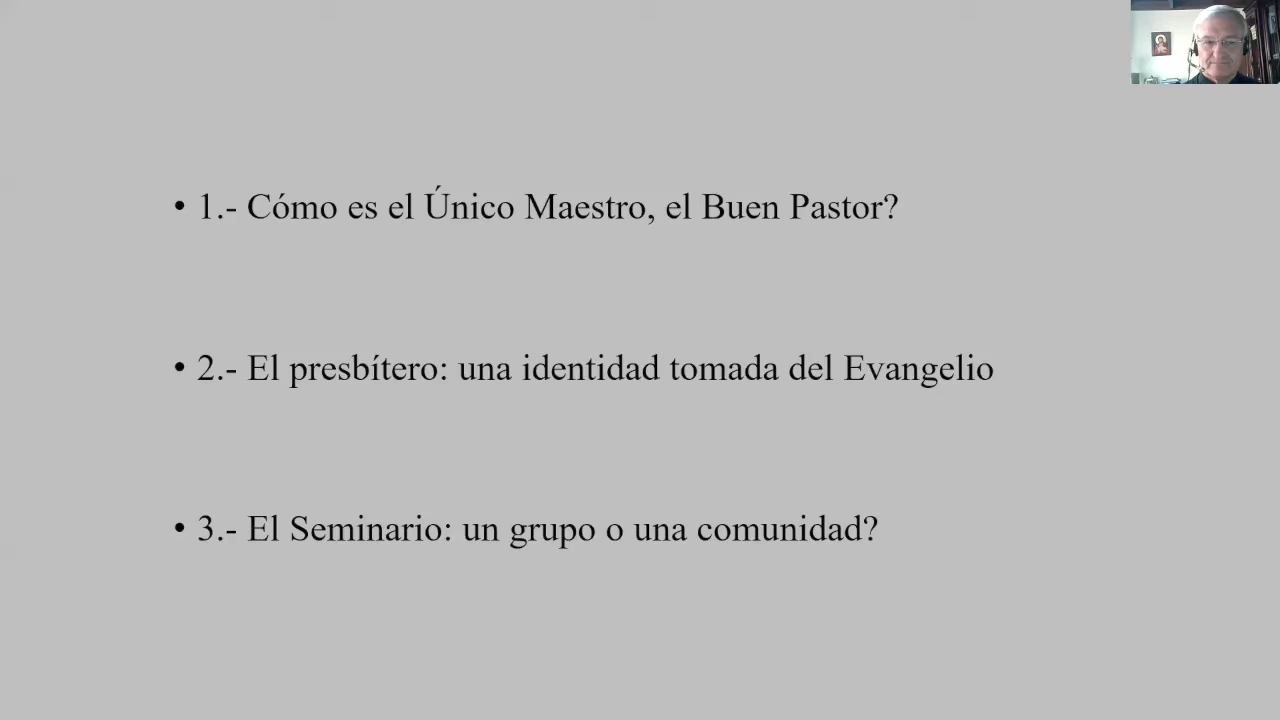 • 1.- Cómo es el Único Maestro, el Buen Pastor?
• 2.- El presbítero: una identidad tomada del Evangelio
• 3.- El Seminario: un grupo o una comunidad?